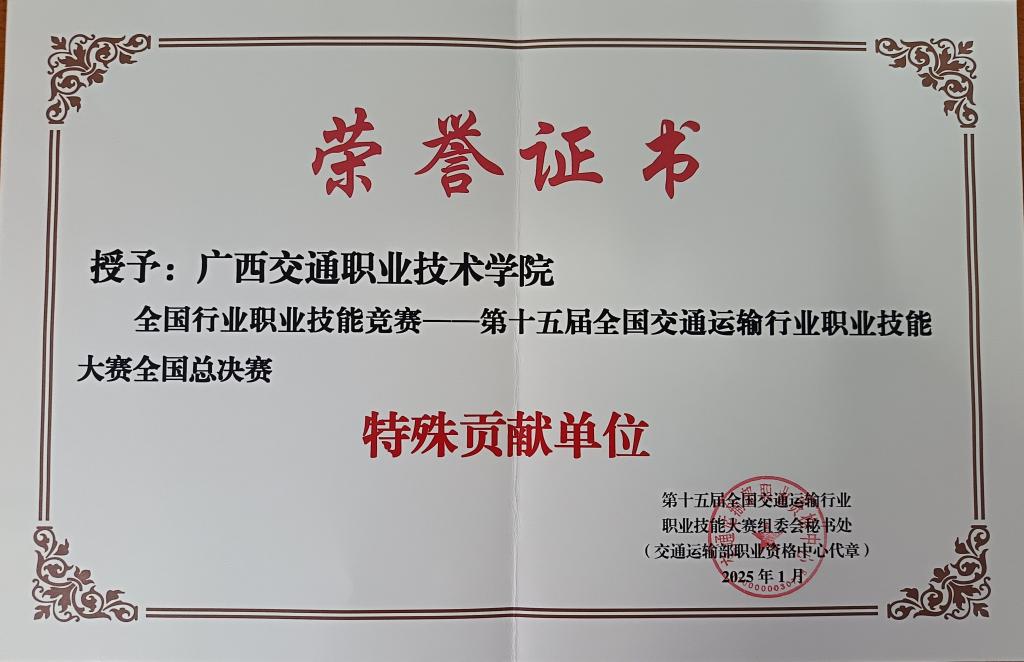 荣誉证书
授予：广西交通职业技术学院
全国行业职业技能竞赛——第十五届全国交通运输行业职业技能
大赛全国总决赛
特殊贡献单位
第十五届全国交通运输行业
职业技能大赛组委会秘书处
（交通运输部职业资格中心代章）
2025年1月